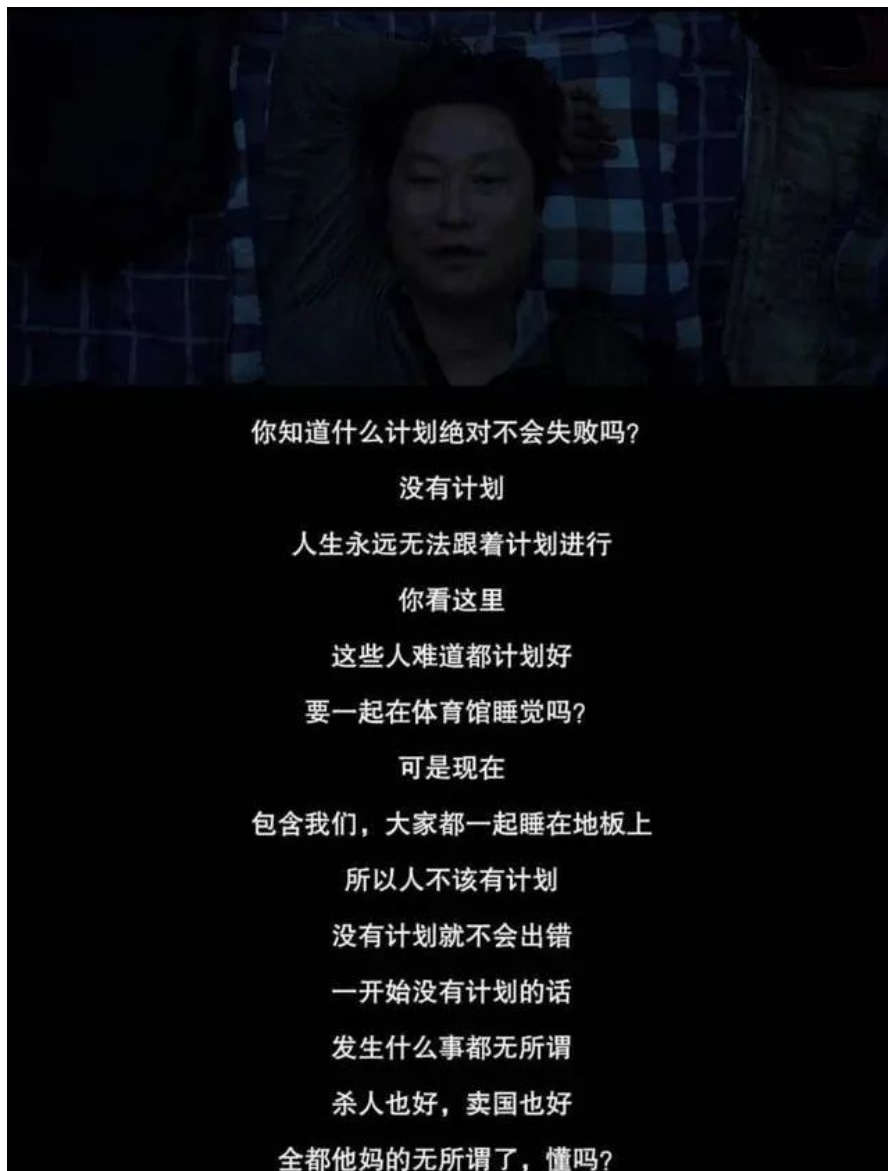 你知道什么计划绝对不会失败吗?
没有计划
人生永远无法跟着计划进行
你看这里
这些人难道都计划好
要一起在体育馆睡觉吗?
可是现在
包含我们，大家都一起睡在地板上
所以人不该有计划
没有计划就不会出错
一开始没有计划的话
发生什么事都无所谓
杀人也好，卖国也好
全都他妈的无所谓了，懂吗?